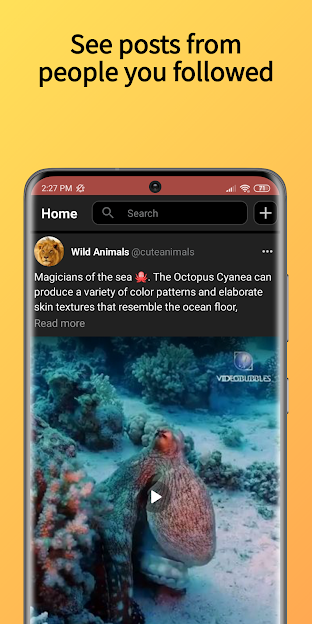 See posts from
people you followed
2:27 PM
71
Home
Search
Wild Animals @cuteanimals
Magicians of the sea 🐙. The Octopus Cyanea can
produce a variety of color patterns and elaborate
skin textures that resemble the ocean floor,
Read more
VIDEOBUBBLES